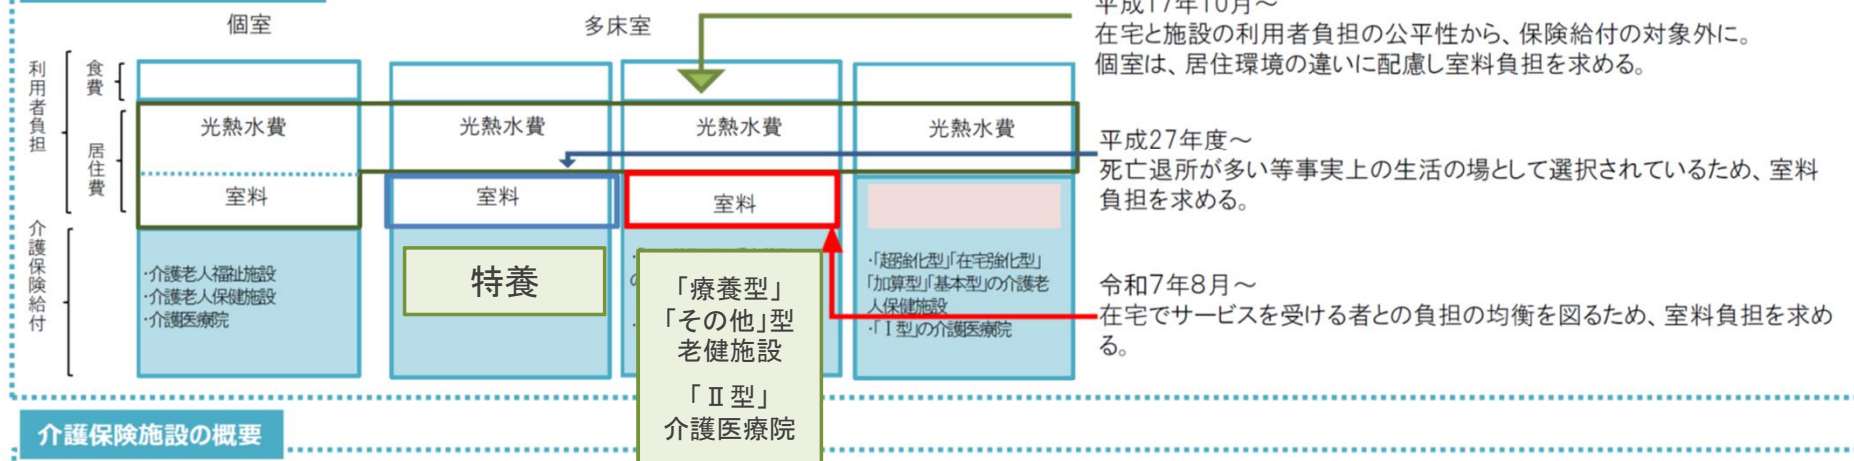 個室
多床室
平成17年10月～
在宅と施設の利用者負担の公平性から、保険給付の対象外に。
個室は、居住環境の違いに配慮し室料負担を求める。
利用者負担
食費
居住費
光熱水費
光熱水費
光熱水費
光熱水費
室料
室料
室料
平成27年度～
死亡退所が多い等事実上の生活の場として選択されているため、室料
負担を求める。
介護保険給付
・介護老人福祉施設
・介護老人保健施設
・介護医療院
特養
「療養型」
「その他」型
老健施設
「Ⅱ型」
介護医療院
・「超強化型」「在宅強化型」
「加算型」「基本型」の介護老
人保健施設
・「Ⅰ型」の介護医療院
令和7年8月～
在宅でサービスを受ける者との負担の均衡を図るため、室料負担を求め
る。
介護保険施設の概要